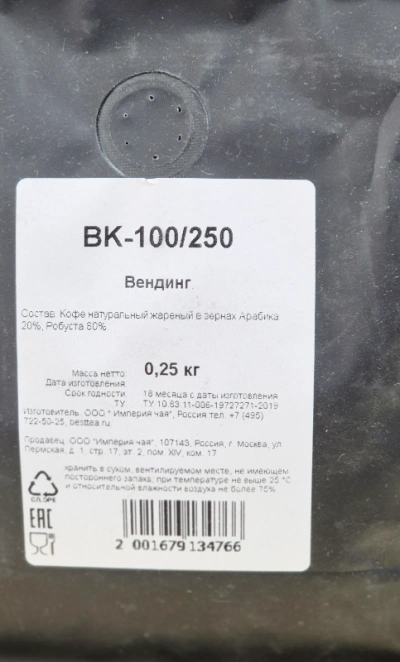 ВК-100/250
Вендинг
Состав: Кофе натуральный жареный в зернах Арабика
20%, Робуста 80%
Масса нетто: 0,25 кг
Дата изготовления:
Срок годности: 18 месяца с даты изготовления
ТУ ТУ 10.83.11-006-19727271-2019
Изготовитель: ООО " Империя чая", Россия тел. +7 (495)
722-50-25, besttea.ru
Продавец: ООО "Империя чая", 107143, Россия, г. Москва, ул.
Пермская, д. 1, стр. 17, эт. 2, пом. XIV, ком. 17
хранить в сухом, вентилируемом месте, не имеющем
постороннего запаха, при температуре не выше 25 °С
и относительной влажности воздуха не более 75%
C/LDPE
EAC
2 001679 134766